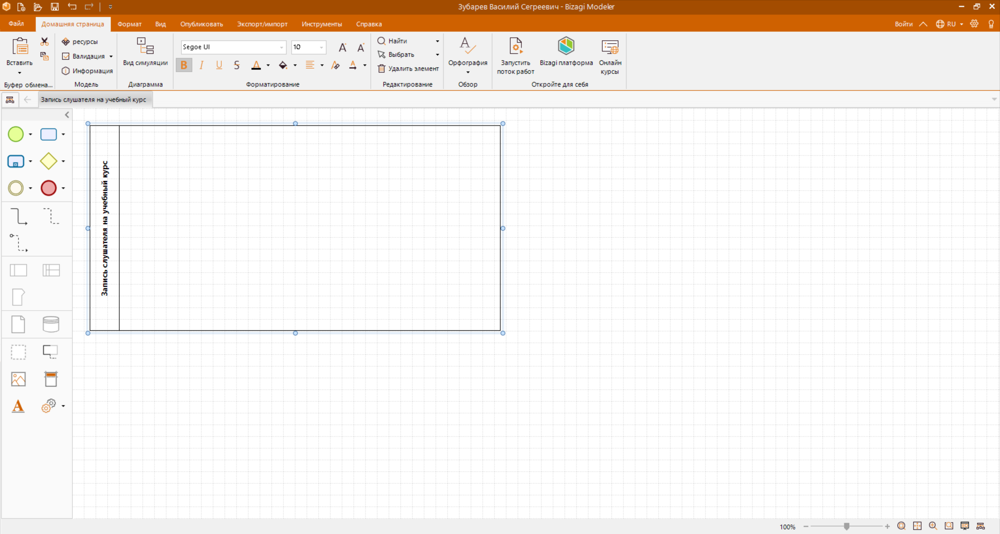 Зубарев Василий Сегреевич - Bizagi Modeler
Файл
Домашняя страница
Формат
Вид
Опубликовать
Экспорт/импорт
Инструменты
Справка
Войти
RU
Вставить
Буфер обмена...
ресурсы
Валидация
Информация
Модель
Вид симуляции
Диаграмма
Segoe UI
10
Форматирование
Найти
Выбрать
Удалить элемент
Редактирование
Орфография
Обзор
Запустить
поток работ
Bizagi платформа
Онлайн
курсы
Откройте для себя
Запись слушателя на учебный курс
Запись слушателя на учебный курс
100%